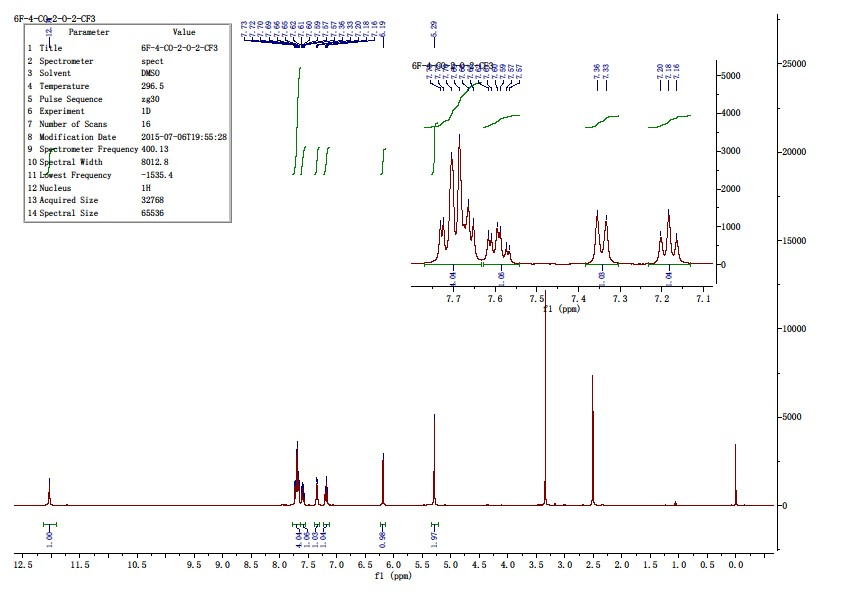 6F-4-CO-2-O-2-CF3
Parameter Value
1 Title 6F-4-CO-2-O-2-CF3
2 Spectrometer spect
3 Solvent DMSO
4 Temperature 296.5
5 Pulse Sequence zg30
6 Experiment 1D
7 Number of Scans 16
8 Modification Date 2015-07-06T19:55:28
9 Spectrometer Frequency 400.13
10 Spectral Width 8012.8
11 Lowest Frequency -1535.4
12 Nucleus 1H
13 Acquired Size 32768
14 Spectral Size 65536
7.73 7.72 7.70 7.69 7.66 7.65 7.62 7.61 7.60 7.59 7.57 7.57 7.36 7.33 7.20 7.18 7.16 6.19 5.29
7.59 7.57 7.57 7.36 7.33 7.20 7.18 7.16
5000
4000
3000
2000
1000
0
4.04 1.06 1.03 1.04
7.7 7.6 7.5 7.4 7.3 7.2 7.1
f1 (ppm)
25000
20000
15000
10000
5000
0
1.00 4.04 1.06 1.03 1.04 0.98 1.97
12.5 11.5 10.5 9.5 9.0 8.5 8.0 7.5 7.0 6.5 6.0 5.5 5.0 4.5 4.0 3.5 3.0 2.5 2.0 1.5 1.0 0.5 0.0
f1 (ppm)